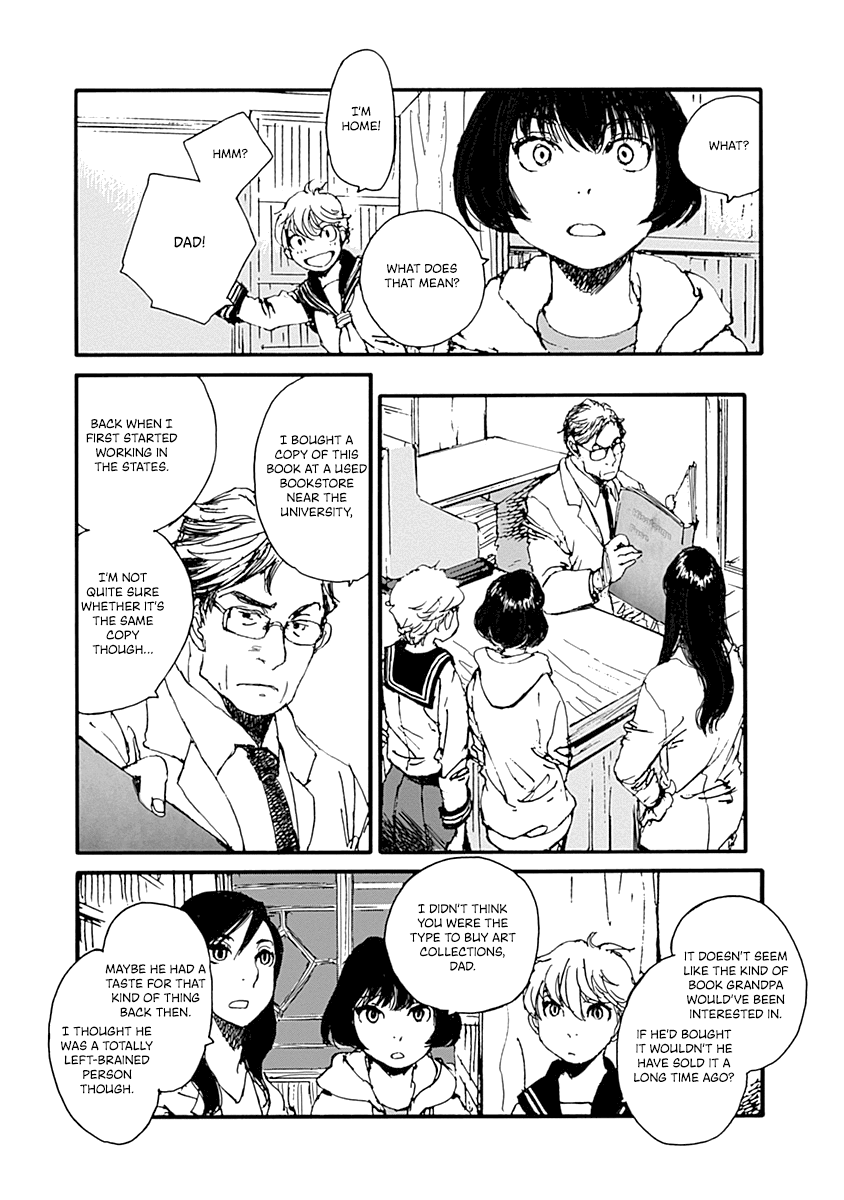 WHAT?
WHAT DOES
THAT MEAN?
I'M
HOME!
HMM?
DAD!
I BOUGHT A
COPY OF THIS
BOOK AT A USED
BOOKSTORE
NEAR THE
UNIVERSITY,
BACK WHEN I
FIRST STARTED
WORKING IN
THE STATES.
I'M NOT
QUITE SURE
WHETHER IT'S
THE SAME
COPY
THOUGH...
IT DOESN'T SEEM
LIKE THE KIND OF
BOOK GRANDPA
WOULD'VE BEEN
INTERESTED IN.
IF HE'D BOUGHT
IT WOULDN'T HE
HAVE SOLD IT A
LONG TIME AGO?
I DIDN'T THINK
YOU WERE THE
TYPE TO BUY ART
COLLECTIONS,
DAD.
MAYBE HE HAD A
TASTE FOR THAT
KIND OF THING
BACK THEN.
I THOUGHT HE
WAS A TOTALLY
LEFT-BRAINED
PERSON
THOUGH.